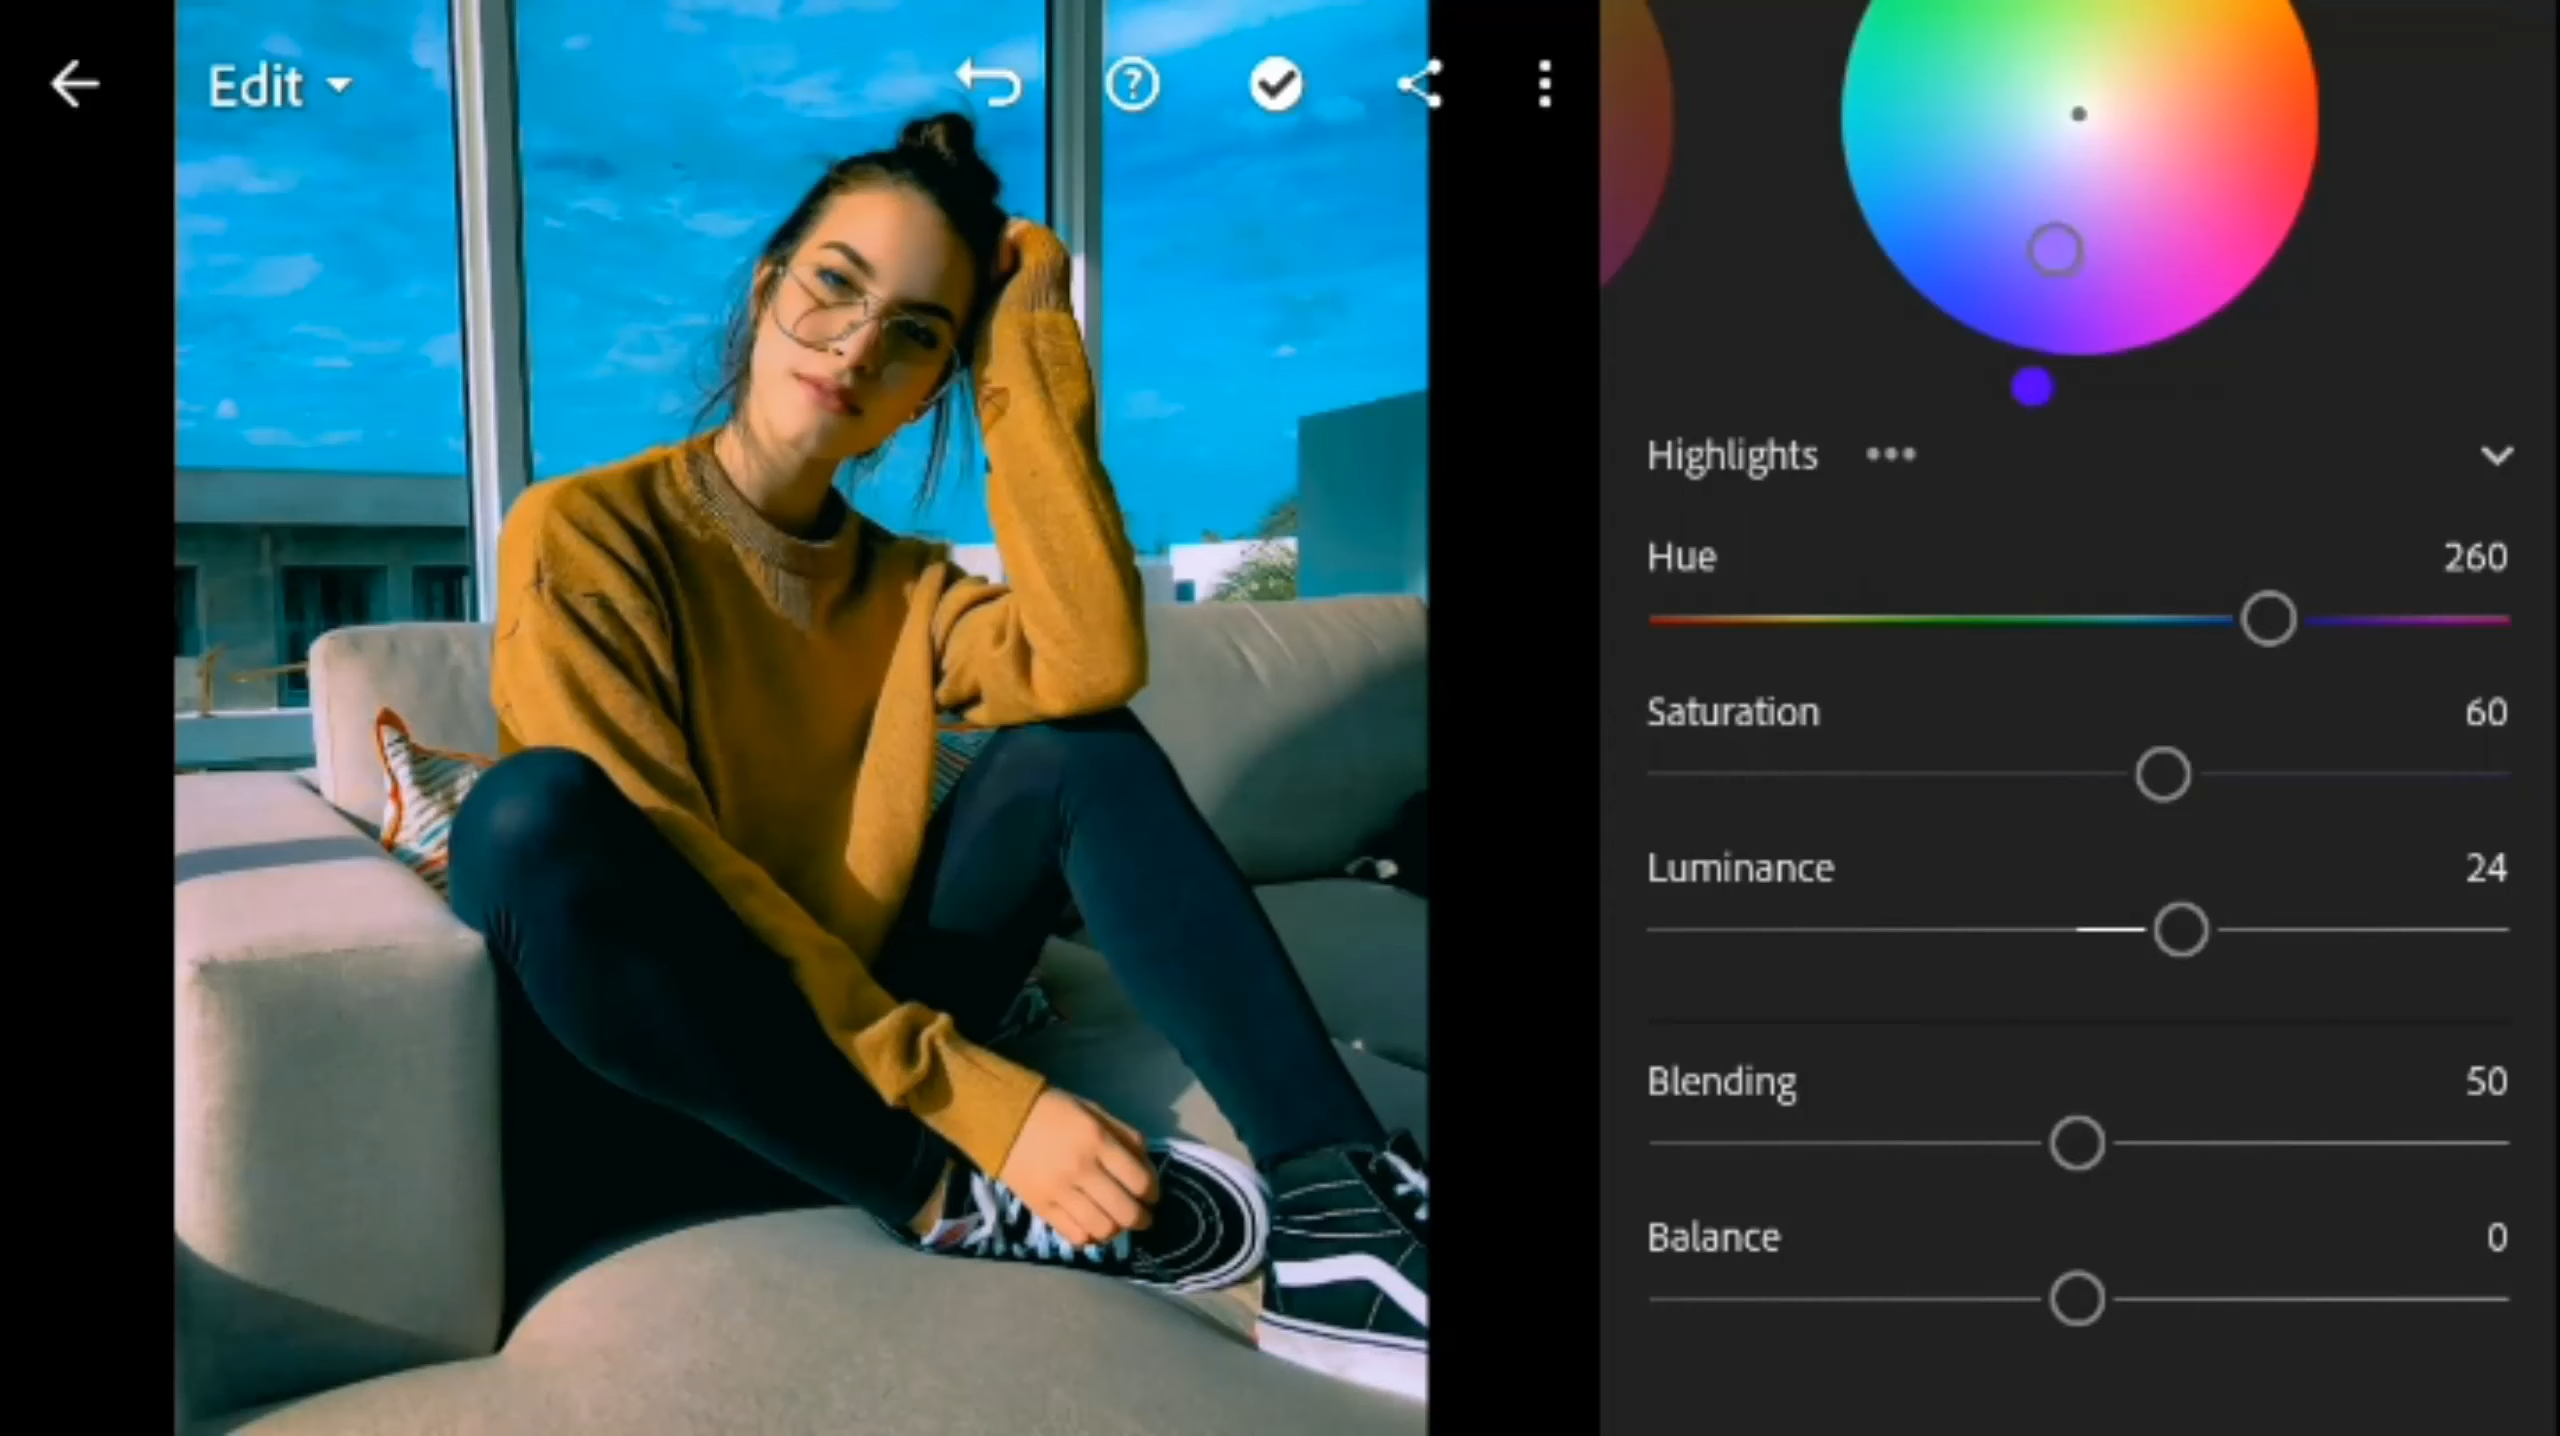 Edit
Highlights
Hue 260
Saturation 60
Luminance 24
Blending 50
Balance 0